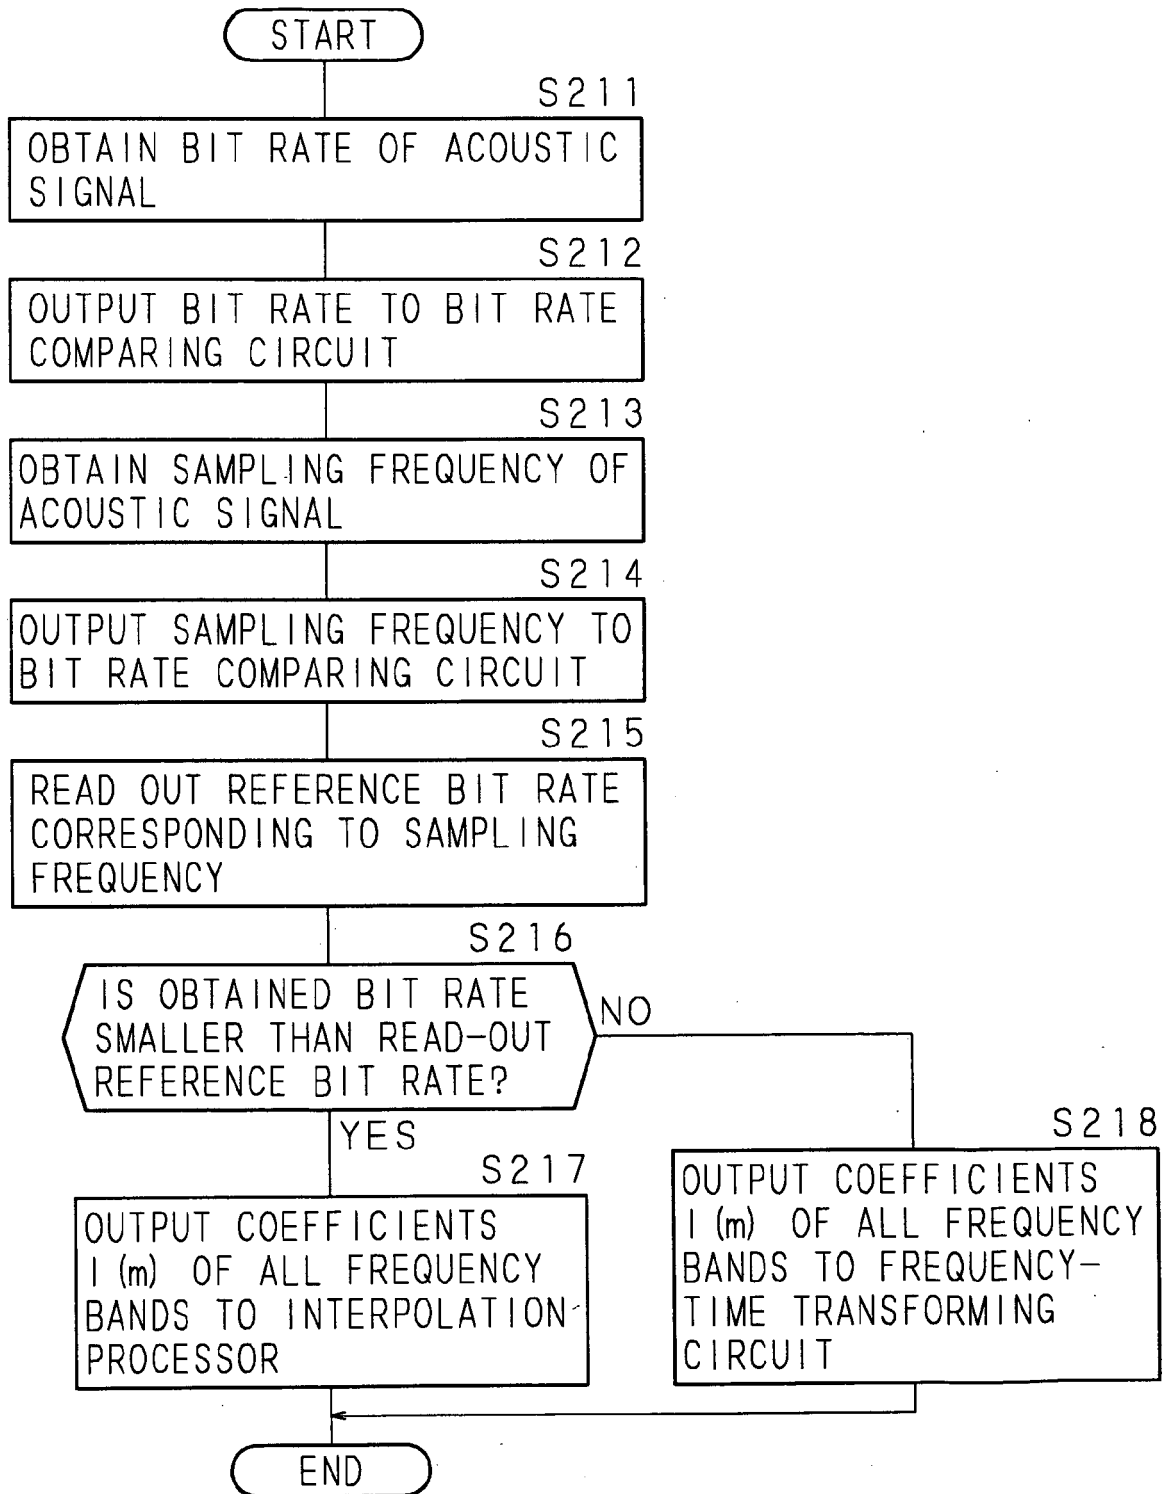 START
S211
OBTAIN BIT RATE OF ACOUSTIC
SIGNAL
S212
OUTPUT BIT RATE TO BIT RATE
COMPARING CIRCUIT
S213
OBTAIN SAMPLING FREQUENCY OF
ACOUSTIC SIGNAL
S214
OUTPUT SAMPLING FREQUENCY TO
BIT RATE COMPARING CIRCUIT
S215
READ OUT REFERENCE BIT RATE
CORRESPONDING TO SAMPLING
FREQUENCY
S216
IS OBTAINED BIT RATE
SMALLER THAN READ-OUT
REFERENCE BIT RATE?
NO
YES
S217
OUTPUT COEFFICIENTS
I(m) OF ALL FREQUENCY
BANDS TO INTERPOLATION
PROCESSOR
S218
OUTPUT COEFFICIENTS
I(m) OF ALL FREQUENCY
BANDS TO FREQUENCY-
TIME TRANSFORMING
CIRCUIT
END